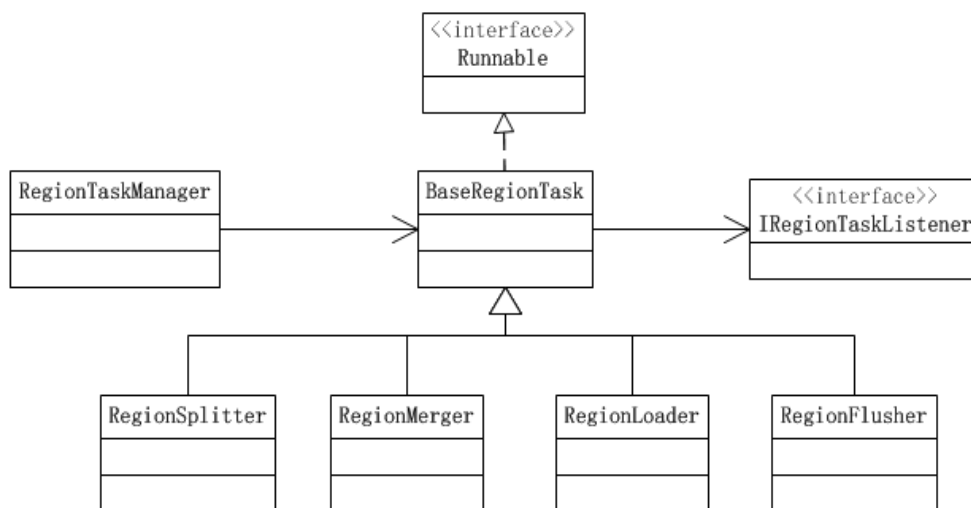 <<interface>>
Runnable
RegionTaskManager
BaseRegionTask
<<interface>>
IRegionTaskListener
RegionSplitter
RegionMerger
RegionLoader
RegionFlusher